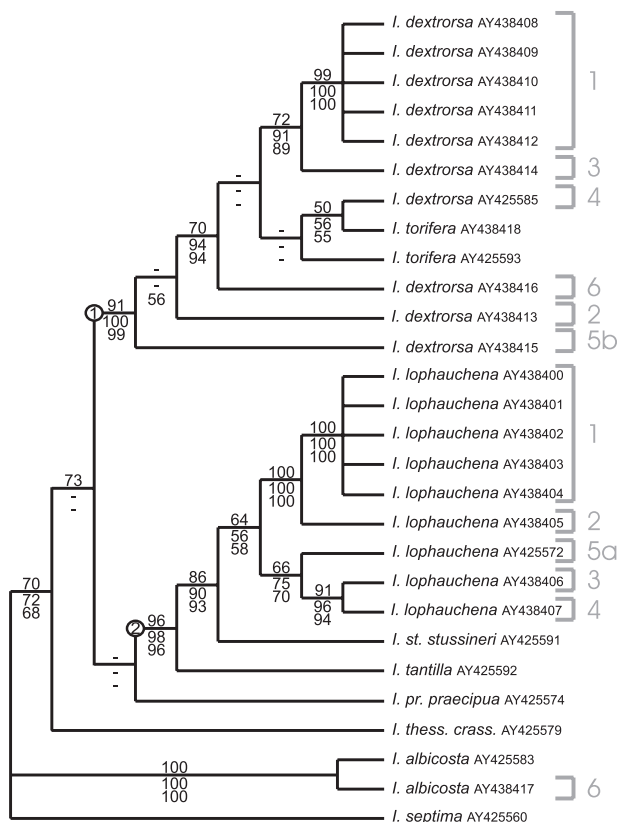 I. dextrorsa AY438408
I. dextrorsa AY438409
99
I. dextrorsa AY438410
1
100
100
I. dextrorsa AY438411
72
I. dextrorsa AY438412
91
89
I. dextrorsa AY438414
3
-
-
-
I. dextrorsa AY425585
4
50
56
55
I. torifera AY438418
70
94
94
-
-
-
I. torifera AY425593
-
-
56
I. dextrorsa AY438416
6
1
91
100
99
I. dextrorsa AY438413
2
I. dextrorsa AY438415
5b
I. lophauchena AY438400
I. lophauchena AY438401
100
100
100
I. lophauchena AY438402
1
I. lophauchena AY438403
73
-
-
100
100
100
I. lophauchena AY438404
64
56
58
I. lophauchena AY438405
2
I. lophauchena AY425572
5a
66
75
70
86
90
93
I. lophauchena AY438406
3
70
72
68
91
96
94
I. lophauchena AY438407
4
2
96
98
96
I. st. stussineri AY425591
-
-
-
I. tantilla AY425592
I. pr. praecipua AY425574
I. thess. crass. AY425579
I. albicosta AY425583
100
100
100
I. albicosta AY438417
6
I. septima AY425560